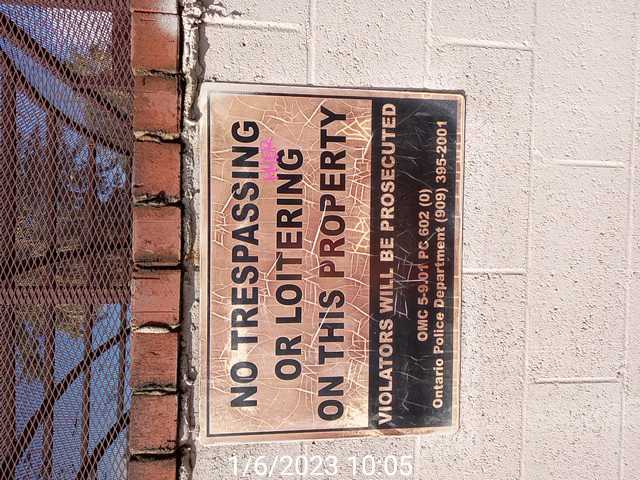 NO TRESPASSING
OR LOITERING
ON THIS PROPERTY
VIOLATORS WILL BE PROSECUTED
OMC 5-9.01 PC 602 (O)
Ontario Police Department (909) 395-2001
1/6/2023 10:05